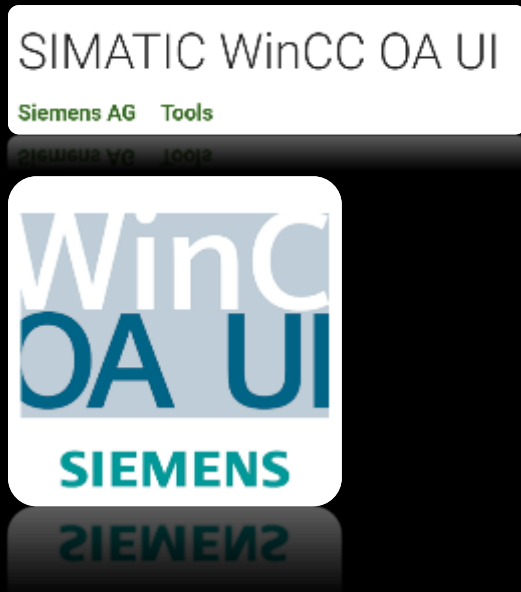 SIMATIC WinCC OA UI
Siemens AG Tools
WinC
OA UI
SIEMENS